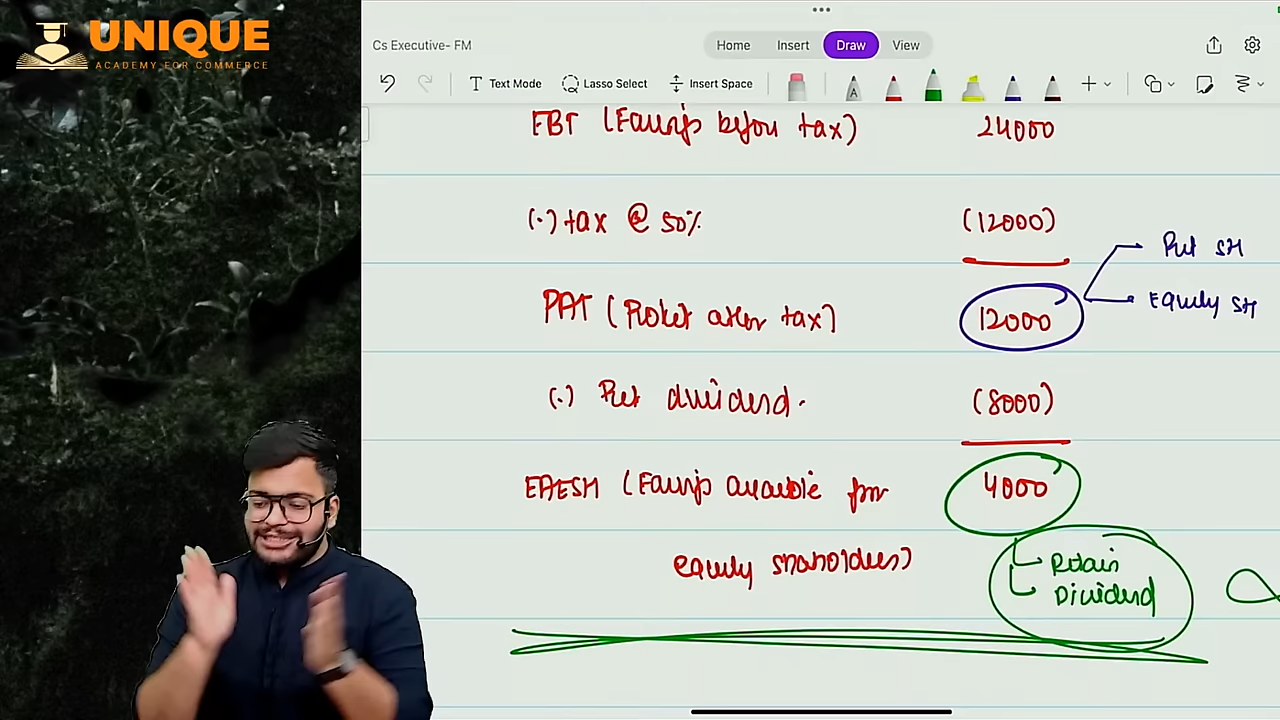 UNIQUE
ACADEMY FOR COMMERCE
Cs Executive- FM
Home Insert Draw View
Text Mode Lasso Select Insert Space
EBT (Earnings before tax) 24000
(-) tax @ 50% (12000)
Pref SH
PAT (Profit after tax) 12000 Equity SH
(-) Pref dividend. (8000)
EAESH (Earnings available for 4000
equity shareholders)
Retain
Dividend